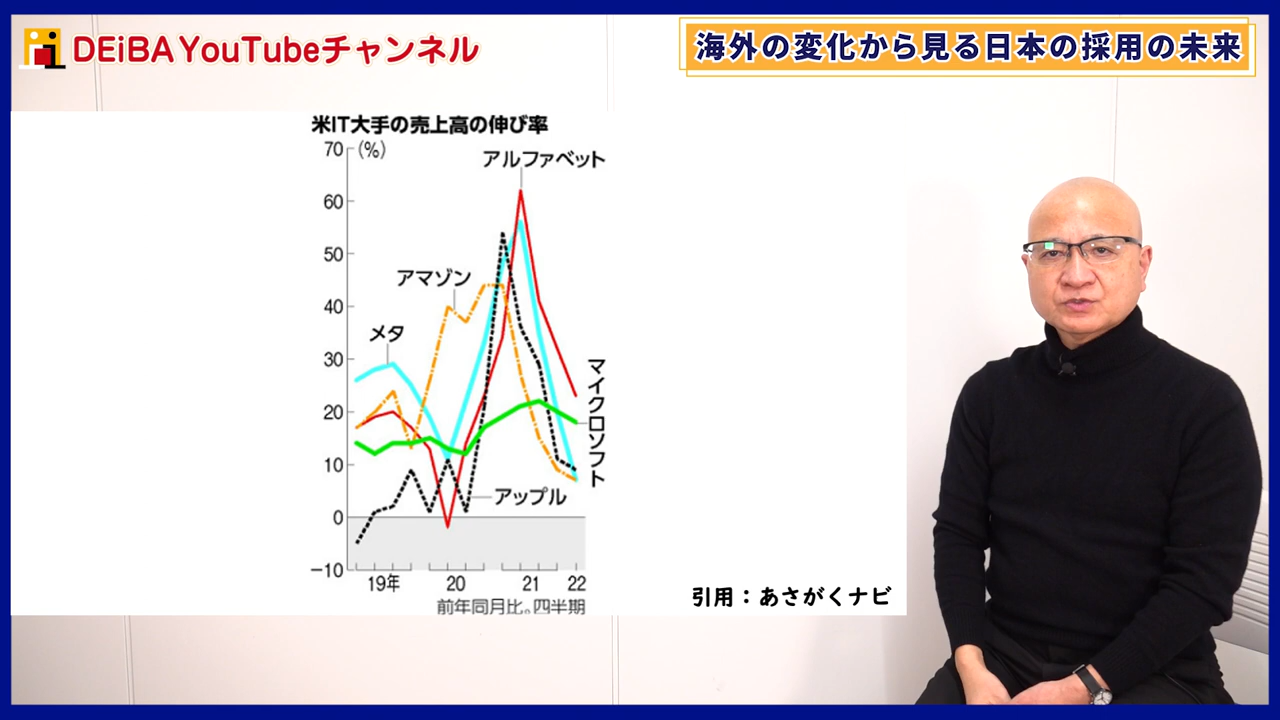 DEiBA YouTubeチャンネル
海外の変化から見る日本の採用の未来
米IT大手の売上高の伸び率
70 (%)
アルファベット
60
50
アマゾン
40
メタ
30
マイクロソフト
20
10
アップル
0
−10
19年 20 21 22
前年同月比。四半期
引用：あさがくナビ